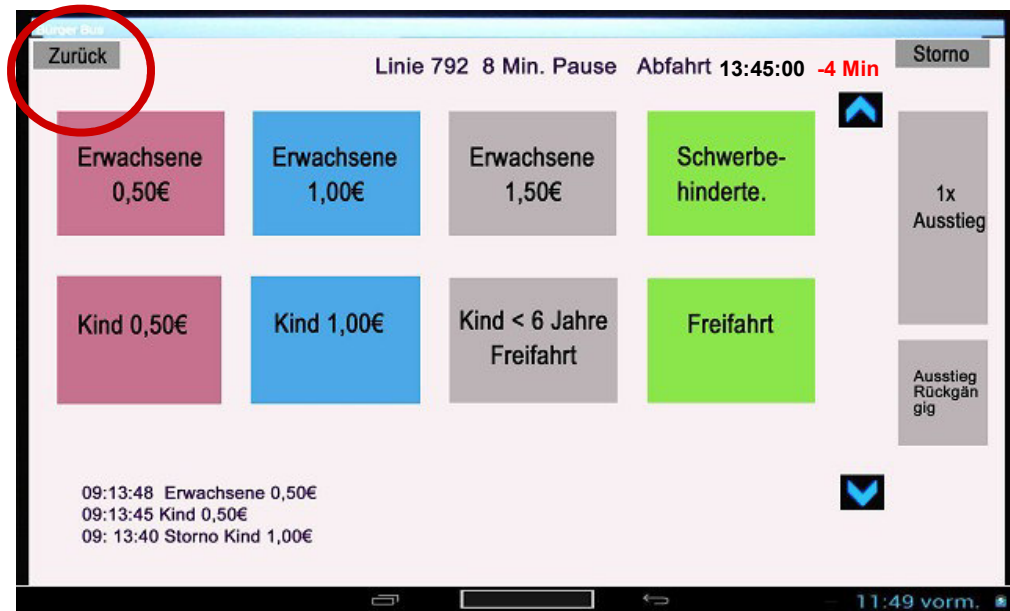 Bürger Bus
Zurück
Linie 792 8 Min. Pause Abfahrt 13:45:00 -4 Min
Storno
Erwachsene
0,50€
Erwachsene
1,00€
Erwachsene
1,50€
Schwerbe-
hinderte.
1x
Ausstieg
Kind 0,50€
Kind 1,00€
Kind < 6 Jahre
Freifahrt
Freifahrt
Ausstieg
Rückgän
gig
09:13:48 Erwachsene 0,50€
09:13:45 Kind 0,50€
09: 13:40 Storno Kind 1,00€
11:49 vorm.